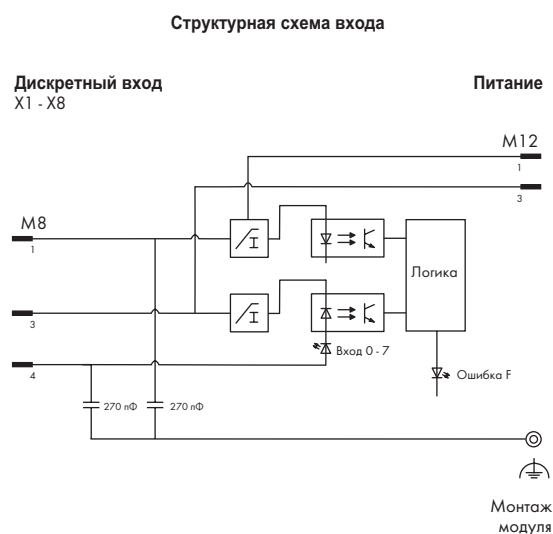 Структурная схема входа
Дискретный вход
Питание
X1 - X8
M12
1
3
M8
1
I
Логика
I
3
Вход 0 - 7
4
Ошибка F
270 пФ
270 пФ
Монтаж
модуля